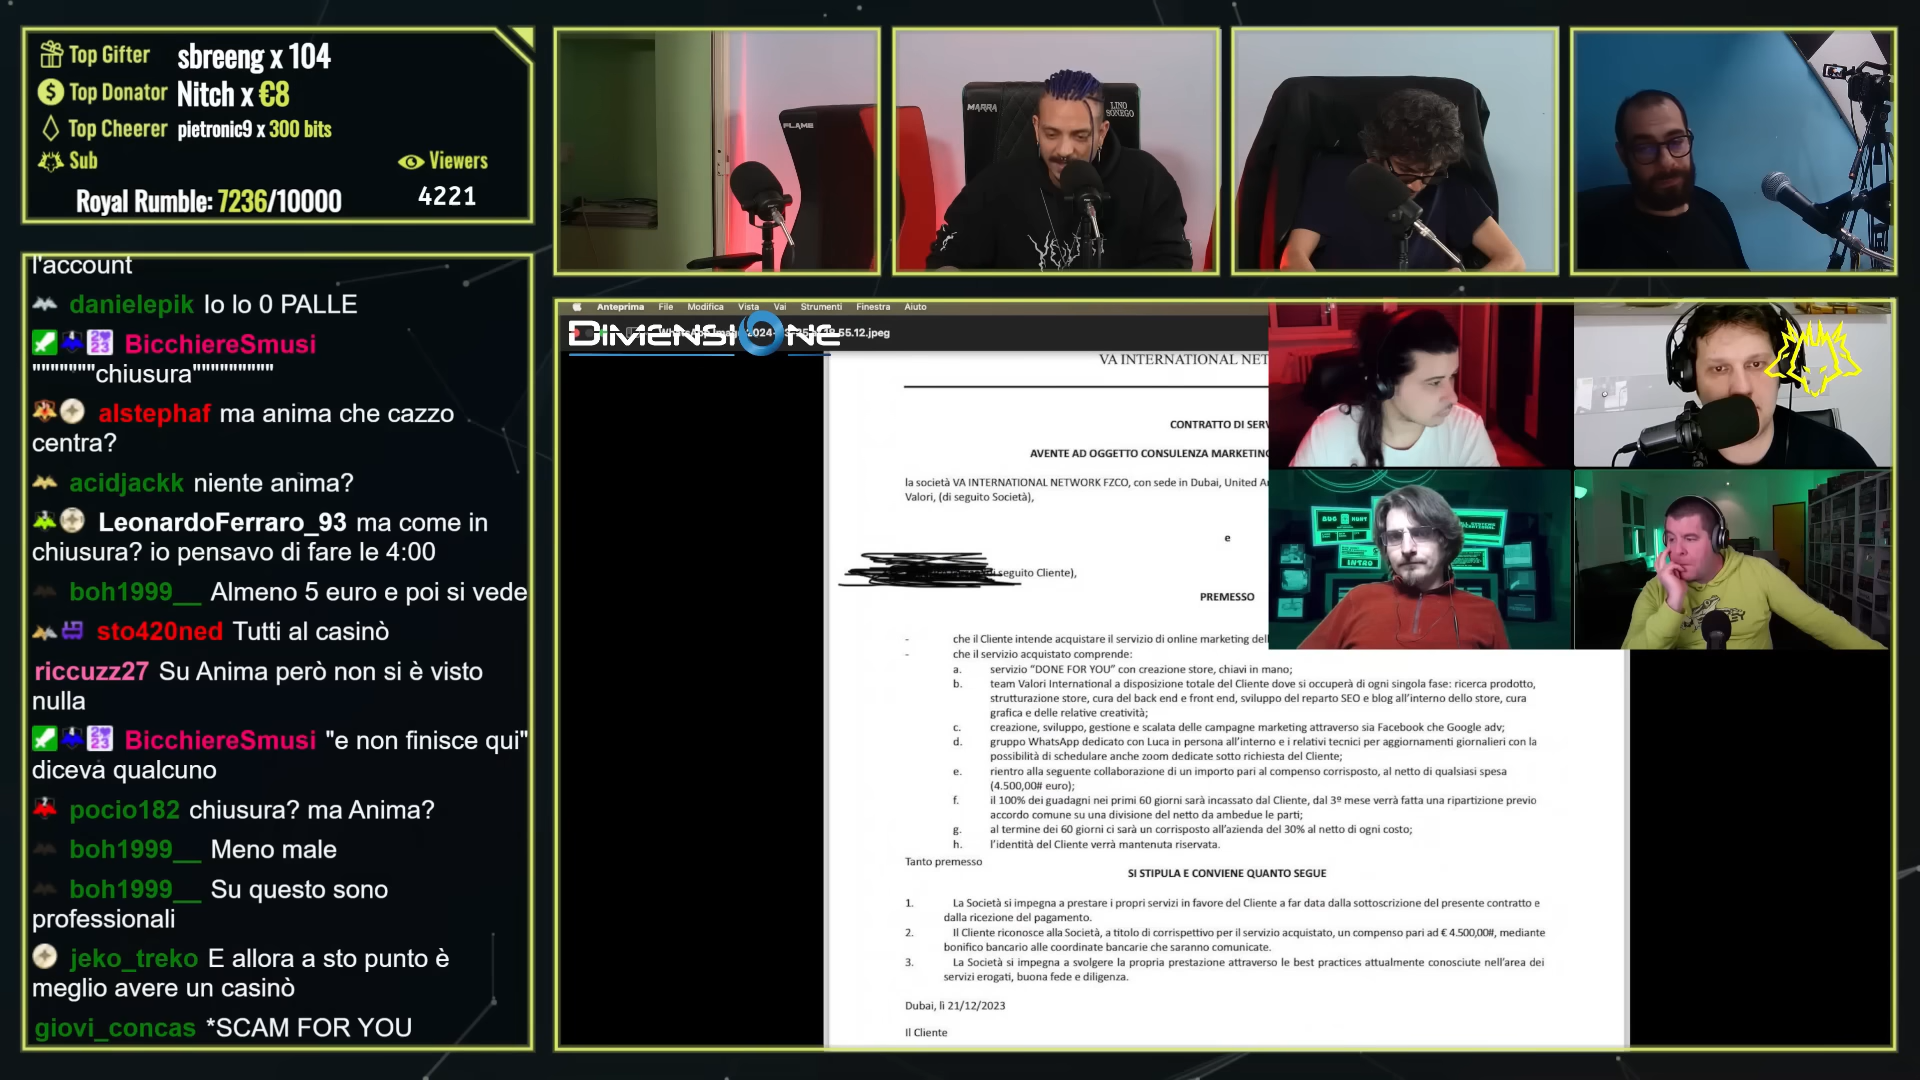 Top Gifter sbreeng x 104
Top Donator Nitch x €8
Top Cheerer pietronic9 x 300 bits
Sub
Viewers
Royal Rumble: 7236/10000
4221
l'account
danielepik Io lo 0 PALLE
BicchiereSmusi
"""""""chiusura"""""""""
alstephaf ma anima che cazzo
centra?
acidjackk niente anima?
LeonardoFerraro_93 ma come in
chiusura? io pensavo di fare le 4:00
boh1999__ Almeno 5 euro e poi si vede
sto420ned Tutti al casinò
riccuzz27 Su Anima però non si è visto
nulla
BicchiereSmusi "e non finisce qui"
diceva qualcuno
pocio182 chiusura? ma Anima?
boh1999__ Meno male
boh1999__ Su questo sono
professionali
jeko_treko E allora a sto punto è
meglio avere un casinò
giovi_concas *SCAM FOR YOU
FLAME
MARRA
LINO
SONEGO
Anteprima File Modifica Vista Vai Strumenti Finestra Aiuto
DIMENSIONE
55.12.jpeg
VA INTERNATIONAL NET
CONTRATTO DI SERV
AVENTE AD OGGETTO CONSULENZA MARKETING
la società VA INTERNATIONAL NETWORK FZCO, con sede in Dubai, United A
Valori, (di seguito Società),
e
di seguito Cliente),
PREMESSO
- che il Cliente intende acquistare il servizio di online marketing dell
- che il servizio acquistato comprende:
a. servizio "DONE FOR YOU" con creazione store, chiavi in mano;
b. team Valori International a disposizione totale del Cliente dove si occuperà di ogni singola fase: ricerca prodotto,
strutturazione store, cura del back end e front end, sviluppo del reparto SEO e blog all'interno dello store, cura
grafica e delle relative creatività;
c. creazione, sviluppo, gestione e scalata delle campagne marketing attraverso sia Facebook che Google adv;
d. gruppo WhatsApp dedicato con Luca in persona all'interno e i relativi tecnici per aggiornamenti giornalieri con la
possibilità di schedulare anche zoom dedicate sotto richiesta del Cliente;
e. rientro alla seguente collaborazione di un importo pari al compenso corrisposto, al netto di qualsiasi spesa
(4.500,00# euro);
f. il 100% dei guadagni nei primi 60 giorni sarà incassato dal Cliente, dal 3º mese verrà fatta una ripartizione previo
accordo comune su una divisione del netto da ambedue le parti;
g. al termine dei 60 giorni ci sarà un corrisposto all'azienda del 30% al netto di ogni costo;
h. l'identità del Cliente verrà mantenuta riservata.
Tanto premesso
SI STIPULA E CONVIENE QUANTO SEGUE
1. La Società si impegna a prestare i propri servizi in favore del Cliente a far data dalla sottoscrizione del presente contratto e
dalla ricezione del pagamento.
2. Il Cliente riconosce alla Società, a titolo di corrispettivo per il servizio acquistato, un compenso pari ad € 4.500,00#, mediante
bonifico bancario alle coordinate bancarie che saranno comunicate.
3. La Società si impegna a svolgere la propria prestazione attraverso le best practices attualmente conosciute nell'area dei
servizi erogati, buona fede e diligenza.
Dubai, lì 21/12/2023
Il Cliente